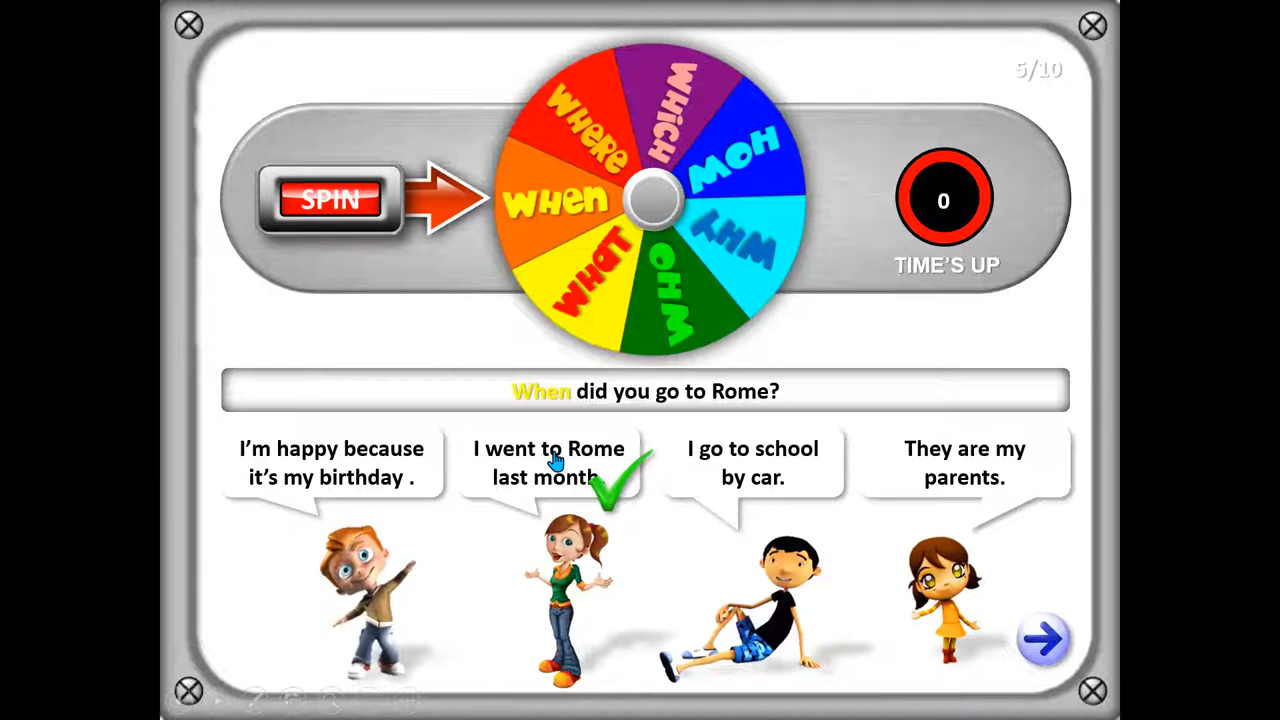 5/10
WHICH
WHERE
HOW
WHEN
SPIN
WHY
WHAT
WHO
0
TIME'S UP
When did you go to Rome?
I'm happy because
it's my birthday .
I went to Rome
last month.
I go to school
by car.
They are my
parents.